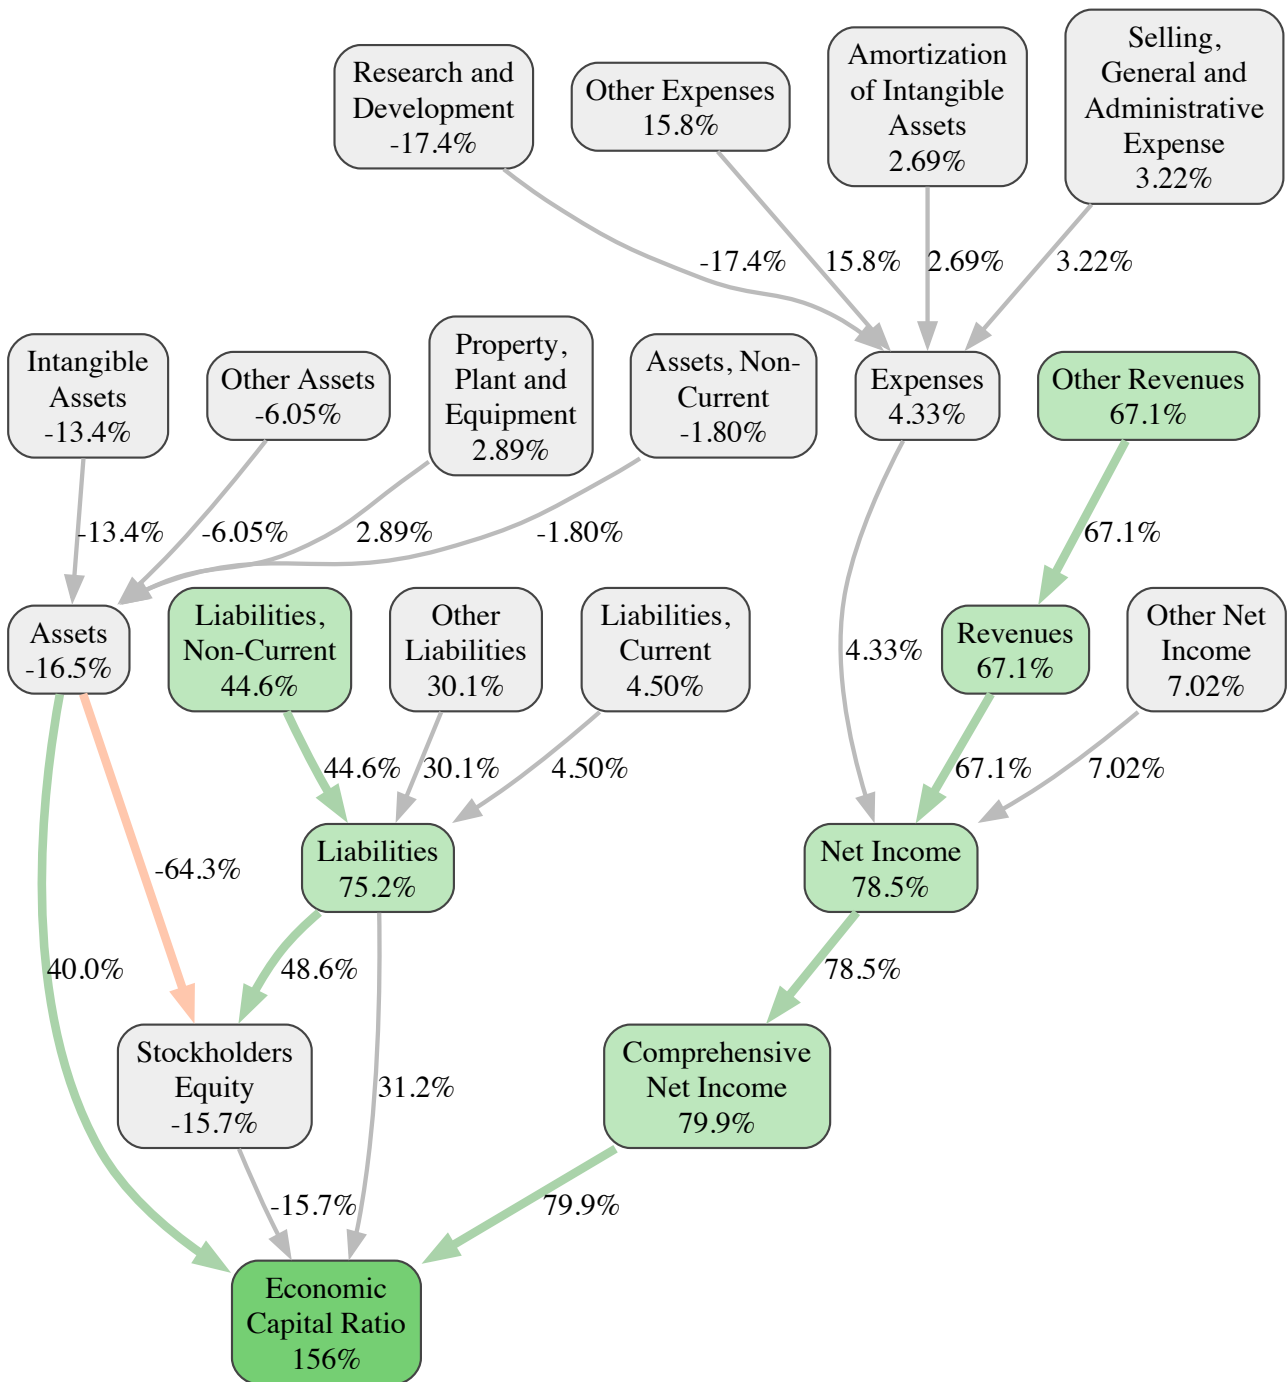 Research and
Development
-17.4%
Other Expenses
15.8%
Amortization
of Intangible
Assets
2.69%
Selling,
General and
Administrative
Expense
3.22%
-17.4%
15.8%
2.69%
3.22%
Intangible
Assets
-13.4%
Other Assets
-6.05%
Property,
Plant and
Equipment
2.89%
Assets, Non-
Current
-1.80%
Expenses
4.33%
Other Revenues
67.1%
-13.4%
-6.05%
2.89%
-1.80%
67.1%
Assets
-16.5%
Liabilities,
Non-Current
44.6%
Other
Liabilities
30.1%
Liabilities,
Current
4.50%
4.33%
Revenues
67.1%
Other Net
Income
7.02%
44.6%
30.1%
4.50%
67.1%
7.02%
-64.3%
Liabilities
75.2%
Net Income
78.5%
40.0%
48.6%
78.5%
Stockholders
Equity
-15.7%
31.2%
Comprehensive
Net Income
79.9%
-15.7%
79.9%
Economic
Capital Ratio
156%